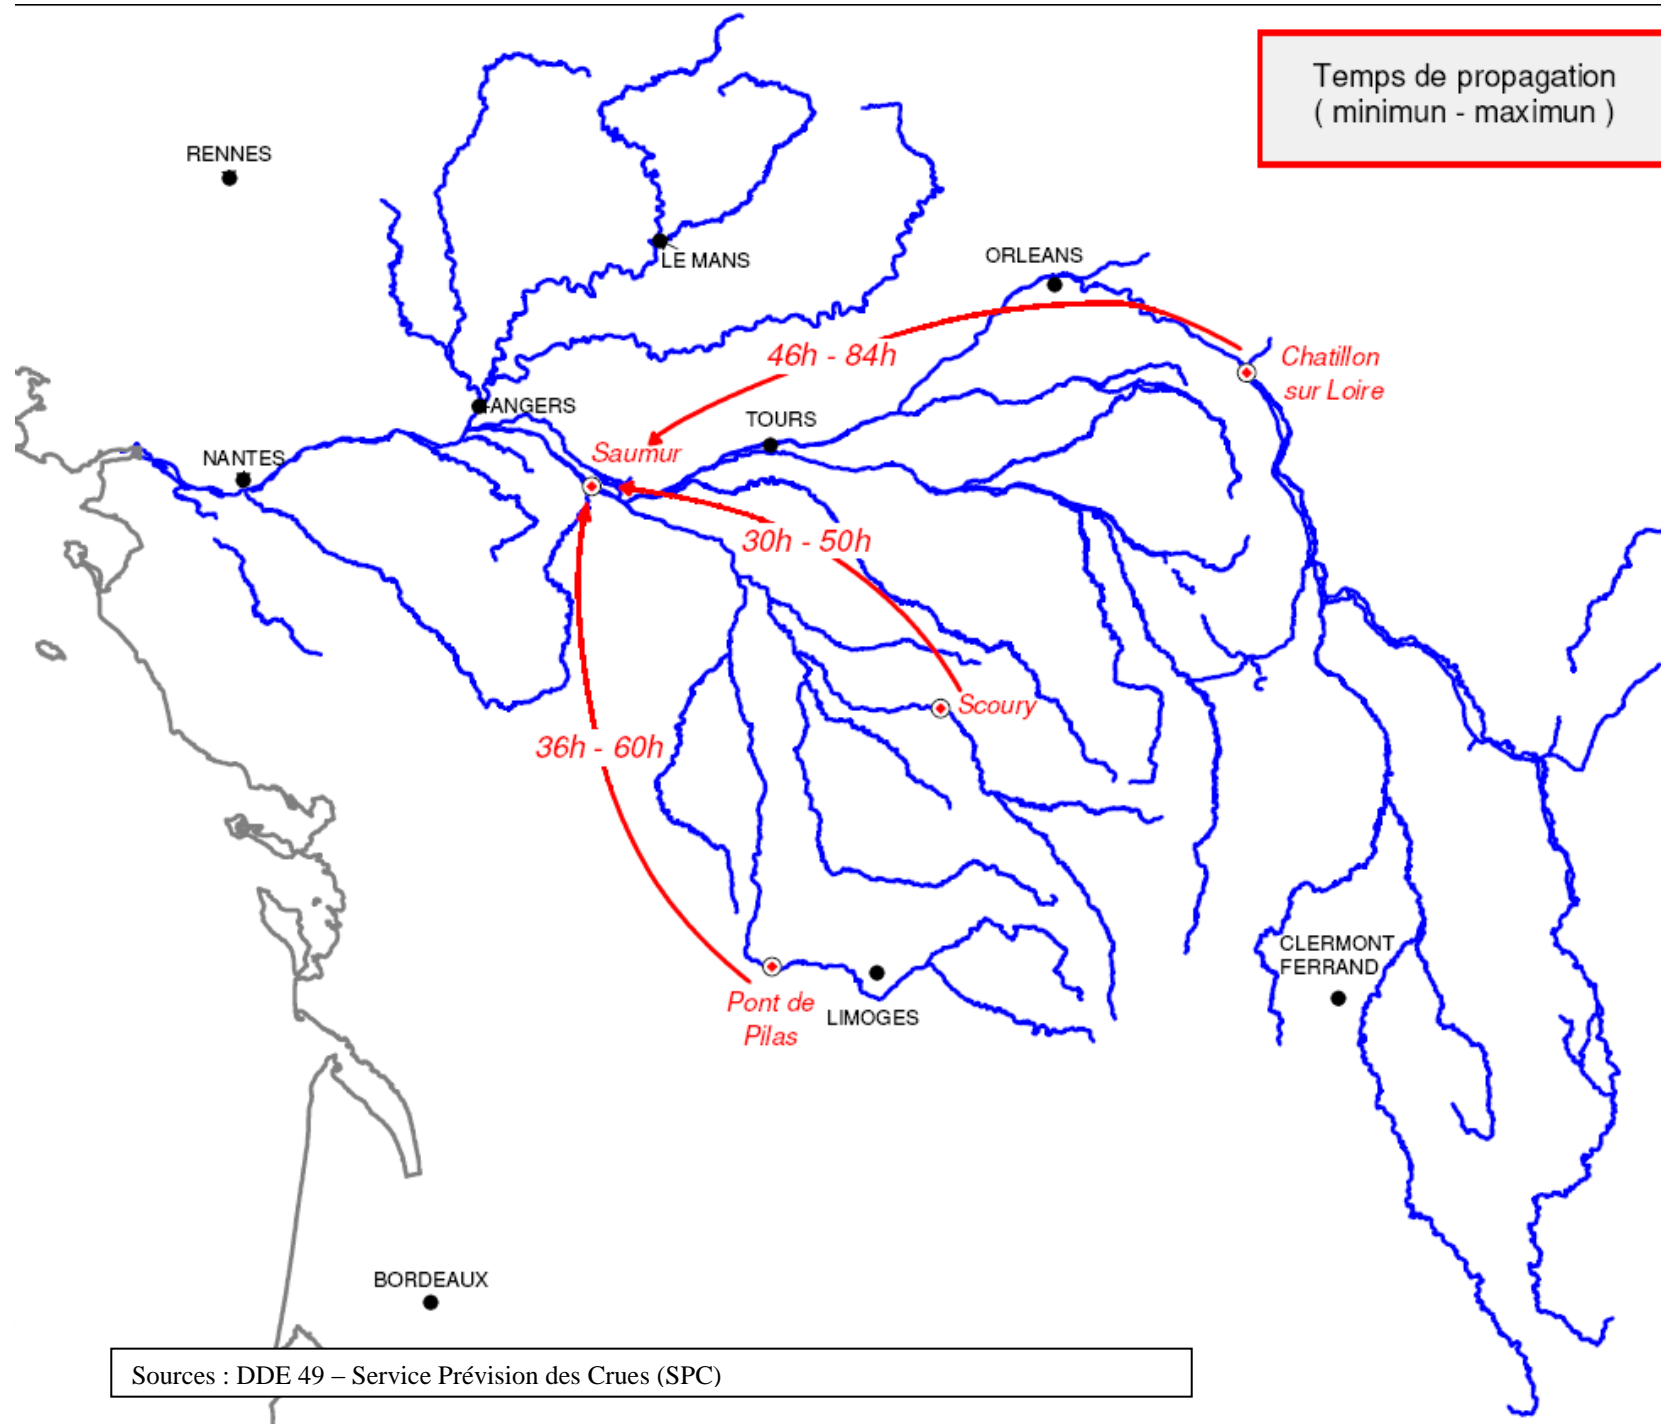 Temps de propagation
( minimun - maximun )
RENNES
LE MANS
ORLEANS
46h - 84h
Chatillon
sur Loire
ANGERS
TOURS
Saumur
NANTES
30h - 50h
Scoury
36h - 60h
CLERMONT
FERRAND
Pont de
Pilas
LIMOGES
BORDEAUX
Sources : DDE 49 – Service Prévision des Crues (SPC)